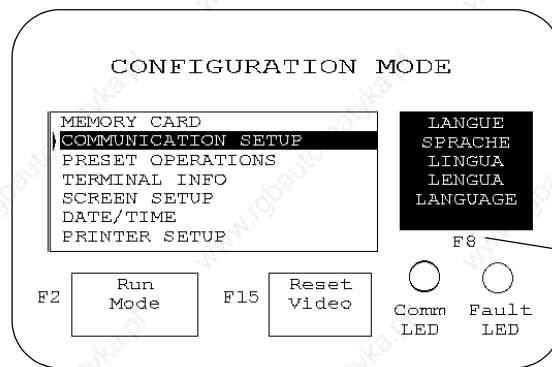 CONFIGURATION MODE
MEMORY CARD
COMMUNICATION SETUP
PRESET OPERATIONS
TERMINAL INFO
SCREEN SETUP
DATE/TIME
PRINTER SETUP
LANGUE
SPRACHE
LINGUA
LENGUA
LANGUAGE
F8
F2
Run
Mode
F15
Reset
Video
Comm
LED
Fault
LED